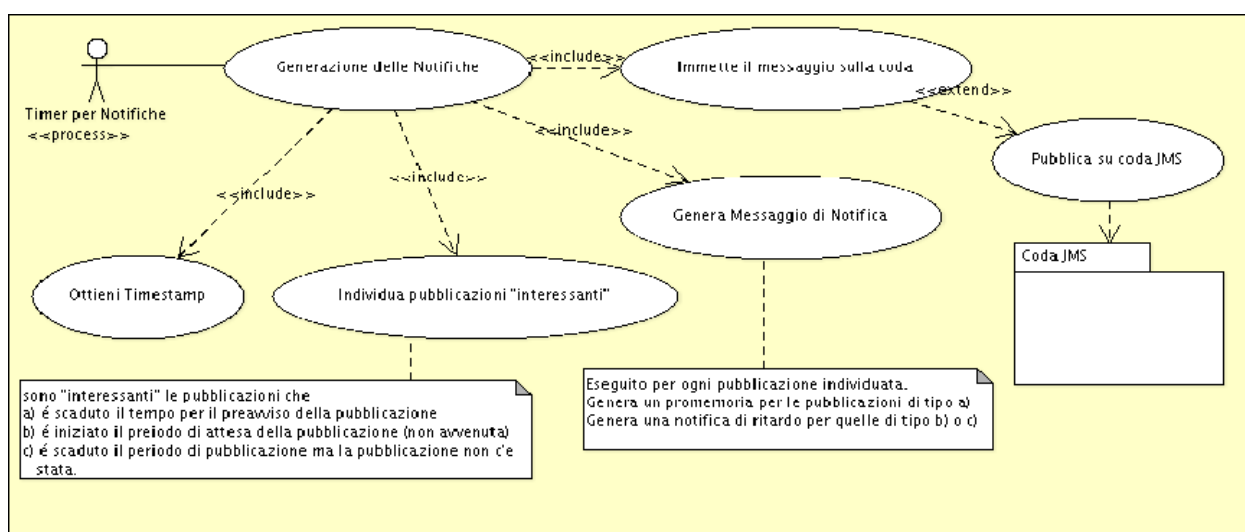 Generazione delle Notifiche
<<include>>
Immette il messaggio sulla coda
<<extend>>
Timer per Notifiche
<<process>>
<<include>>
Pubblica su coda JMS
<<include>>
<<include>>
Genera Messaggio di Notifica
Coda JMS
Ottieni Timestamp
Individua pubblicazioni "interessanti"
sono "interessanti" le pubblicazioni che
a) é scaduto il tempo per il preavviso della pubblicazione
b) é iniziato il preiodo di attesa della pubblicazione (non avvenuta)
c) é scaduto il periodo di pubblicazione ma la pubblicazione non c'e
stata.
Eseguito per ogni pubblicazione individuata.
Genera un promemoria per le pubblicazioni di tipo a)
Genera una notifica di ritardo per quelle di tipo b) o c)